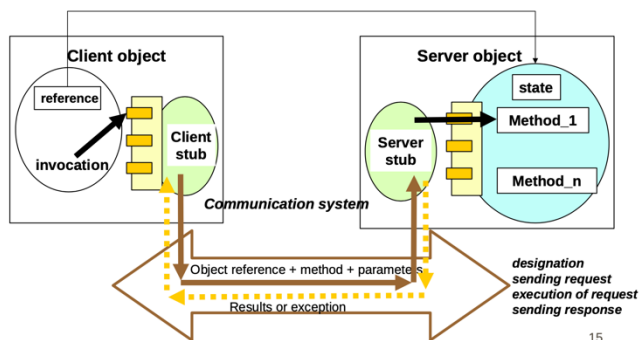 Client object
Server object
reference
invocation
Client
stub
Server
stub
state
Method_1
Method_n
Communication system
Object reference + method + parameters
Results or exception
designation
sending request
execution of request
sending response
15